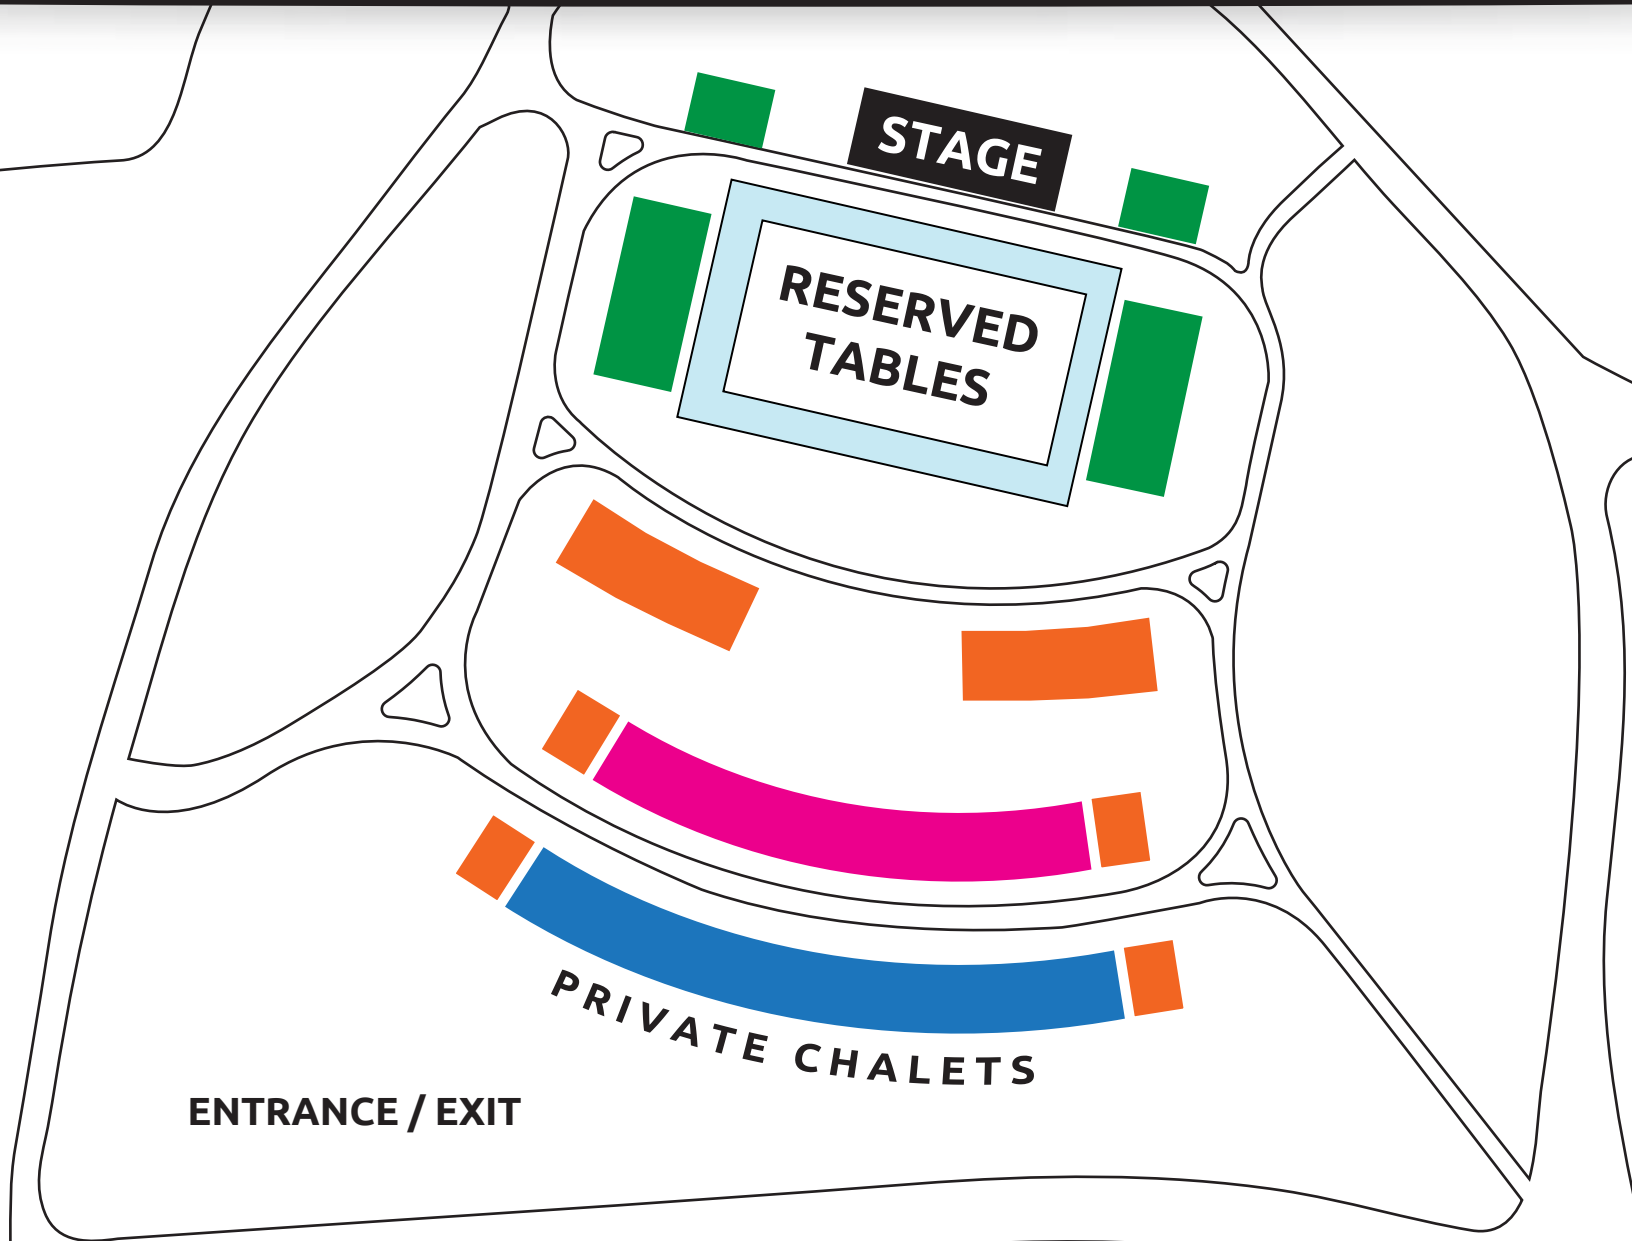 STAGE
RESERVED
TABLES
PRIVATE CHALETS
ENTRANCE / EXIT